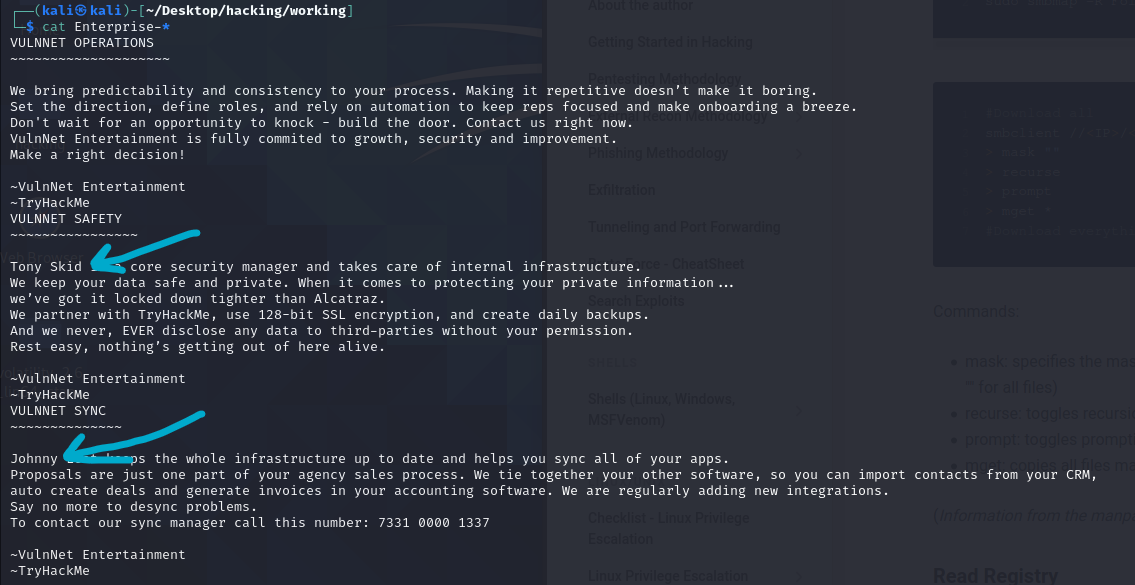 ┌──(kali㉿kali)-[~/Desktop/hacking/working]
└─$ cat Enterprise-*
VULNNET OPERATIONS
~~~~~~~~~~~~~~~~~~~~
We bring predictability and consistency to your process. Making it repetitive doesn’t make it boring.
Set the direction, define roles, and rely on automation to keep reps focused and make onboarding a breeze.
Don't wait for an opportunity to knock - build the door. Contact us right now.
VulnNet Entertainment is fully commited to growth, security and improvement.
Make a right decision!
~VulnNet Entertainment
~TryHackMe
VULNNET SAFETY
~~~~~~~~~~~~~~~~
Tony Skid core security manager and takes care of internal infrastructure.
We keep your data safe and private. When it comes to protecting your private information...
we’ve got it locked down tighter than Alcatraz.
We partner with TryHackMe, use 128-bit SSL encryption, and create daily backups.
And we never, EVER disclose any data to third-parties without your permission.
Rest easy, nothing’s getting out of here alive.
~VulnNet Entertainment
~TryHackMe
VULNNET SYNC
~~~~~~~~~~~~~~
Johnny keeps the whole infrastructure up to date and helps you sync all of your apps.
Proposals are just one part of your agency sales process. We tie together your other software, so you can import contacts from your CRM,
auto create deals and generate invoices in your accounting software. We are regularly adding new integrations.
Say no more to desync problems.
To contact our sync manager call this number: 7331 0000 1337
~VulnNet Entertainment
~TryHackMe
About the author
Getting Started in Hacking
Pentesting Methodology
External Recon Methodology
Phishing Methodology
Exfiltration
Tunneling and Port Forwarding
Force - CheatSheet
Search Exploits
SHELLS
Shells (Linux, Windows,
MSFVenom)
Checklist - Linux Privilege
Escalation
Linux Privilege Escalation
#Download all
> mask ""
> recurse
> prompt
> mget *
Commands:
mask: specifies the
for all files)
recurse: toggles
prompt: toggles
mget: copies all files
(Information from the
Read Registry